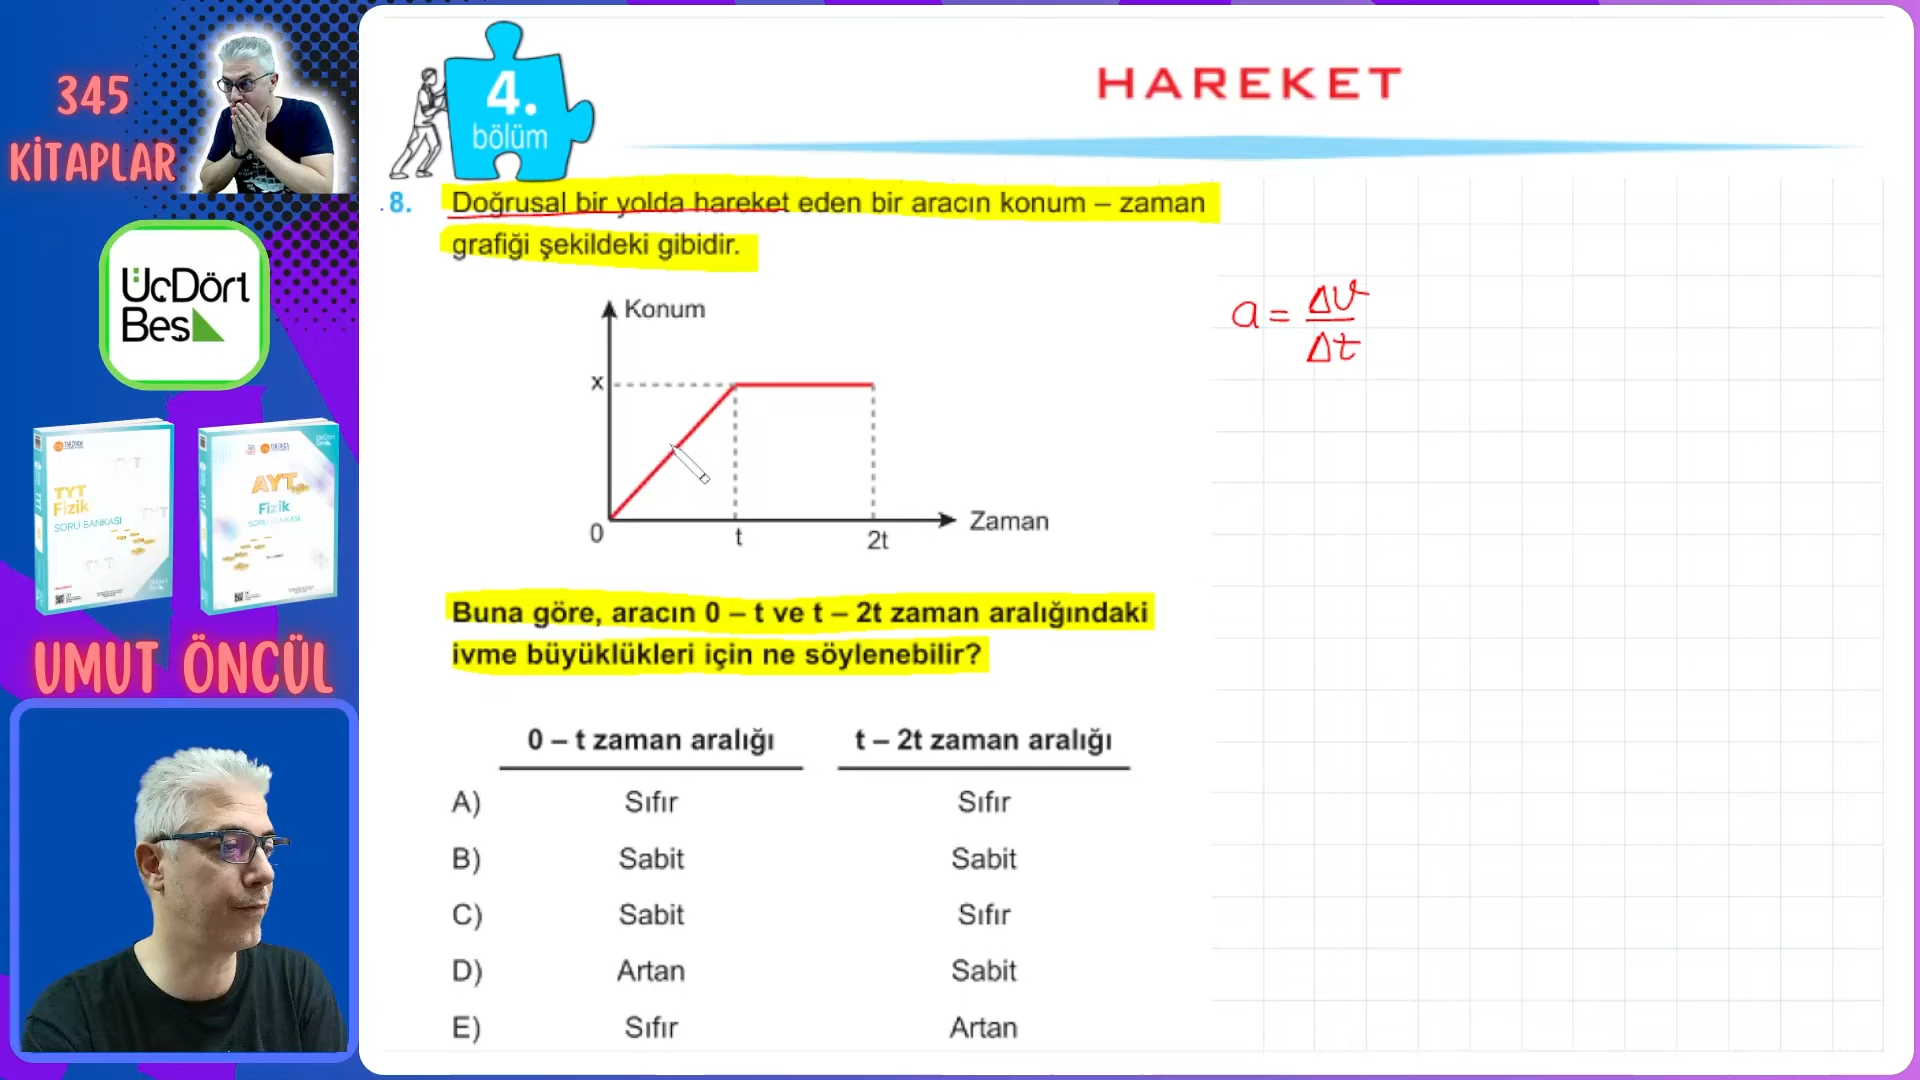 345
KİTAPLAR
ÜçDört
Beş
TYT
Fizik
SORU BANKASI
AYT
Fizik
SORU BANKASI
UMUT ÖNCÜL
4.
bölüm
HAREKET
8. Doğrusal bir yolda hareket eden bir aracın konum – zaman
grafiği şekildeki gibidir.
Konum
x
0
t
2t
Zaman
a = Δv
Δt
Buna göre, aracın 0 – t ve t – 2t zaman aralığındaki
ivme büyüklükleri için ne söylenebilir?
0 – t zaman aralığı t – 2t zaman aralığı
A) Sıfır Sıfır
B) Sabit Sabit
C) Sabit Sıfır
D) Artan Sabit
E) Sıfır Artan